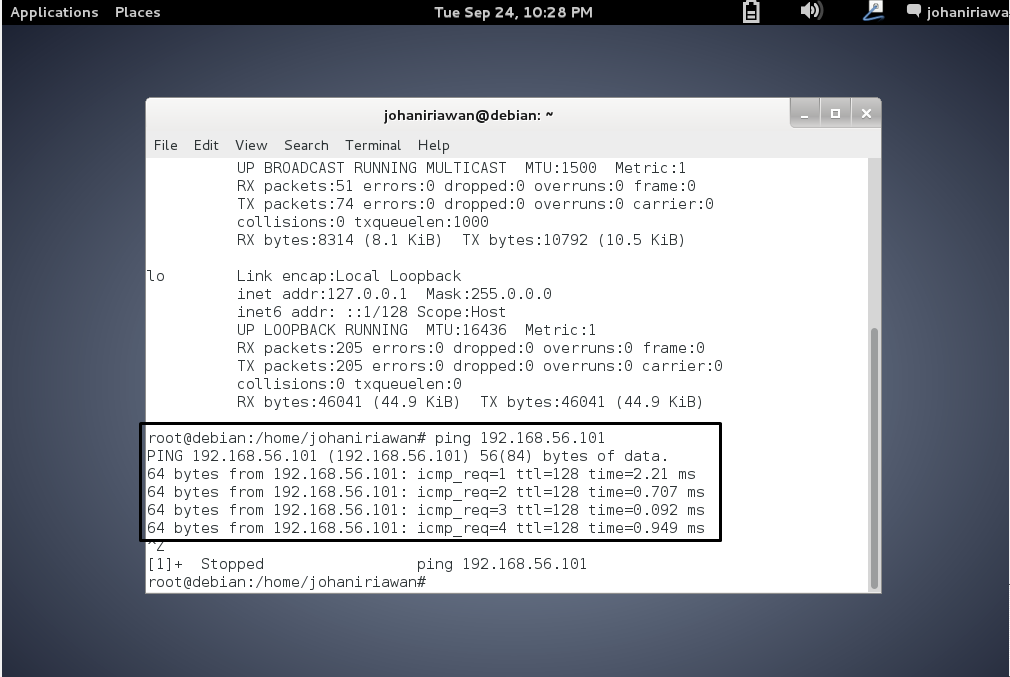 Applications Places Tue Sep 24, 10:28 PM johaniriawa
johaniriawan@debian: ~
File Edit View Search Terminal Help
UP BROADCAST RUNNING MULTICAST  MTU:1500  Metric:1
RX packets:51 errors:0 dropped:0 overruns:0 frame:0
TX packets:74 errors:0 dropped:0 overruns:0 carrier:0
collisions:0 txqueuelen:1000
RX bytes:8314 (8.1 KiB)  TX bytes:10792 (10.5 KiB)
lo        Link encap:Local Loopback
inet addr:127.0.0.1  Mask:255.0.0.0
inet6 addr: ::1/128 Scope:Host
UP LOOPBACK RUNNING  MTU:16436  Metric:1
RX packets:205 errors:0 dropped:0 overruns:0 frame:0
TX packets:205 errors:0 dropped:0 overruns:0 carrier:0
collisions:0 txqueuelen:0
RX bytes:46041 (44.9 KiB)  TX bytes:46041 (44.9 KiB)
root@debian:/home/johaniriawan# ping 192.168.56.101
PING 192.168.56.101 (192.168.56.101) 56(84) bytes of data.
64 bytes from 192.168.56.101: icmp_req=1 ttl=128 time=2.21 ms
64 bytes from 192.168.56.101: icmp_req=2 ttl=128 time=0.707 ms
64 bytes from 192.168.56.101: icmp_req=3 ttl=128 time=0.092 ms
64 bytes from 192.168.56.101: icmp_req=4 ttl=128 time=0.949 ms
^Z
[1]+  Stopped                 ping 192.168.56.101
root@debian:/home/johaniriawan#